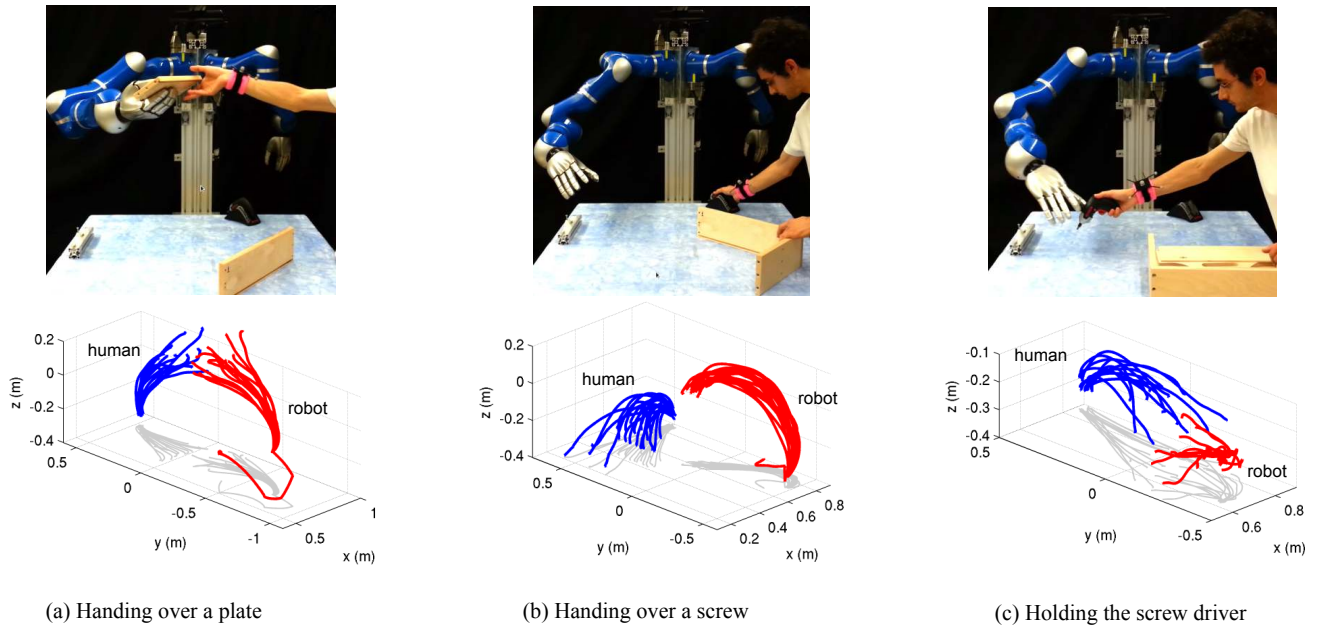 0.2
0
-0.2
-0.4
z (m)
human
robot
0.5
0
-0.5
-1
y (m)
0.5
1
x (m)
0.2
0
-0.2
-0.4
z (m)
human
robot
0.5
0
-0.5
y (m)
0.2
0.4
0.6
0.8
x (m)
-0.1
-0.2
-0.3
-0.4
z (m)
human
robot
0.5
0
-0.5
y (m)
0.6
0.8
x (m)
(a) Handing over a plate
(b) Handing over a screw
(c) Holding the screw driver